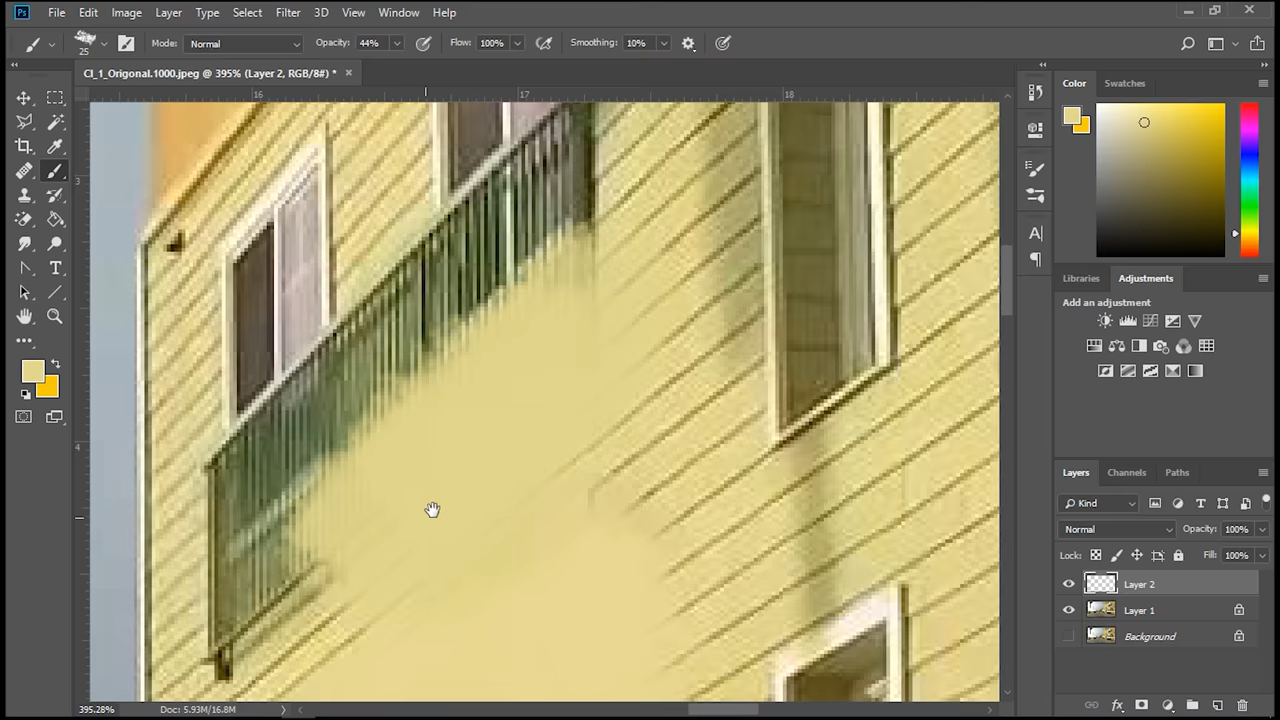 Ps File Edit Image Layer Type Select Filter 3D View Window Help
25 Mode: Normal Opacity: 44% Flow: 100% Smoothing: 10%
CI_1_Origonal.1000.jpeg @ 395% (Layer 2, RGB/8#) *
Color Swatches
16 17 18
3
4
Libraries Adjustments
Add an adjustment
Layers Channels Paths
Kind
Normal Opacity: 100%
Lock: Fill: 100%
Layer 2
Layer 1
Background
395.28% Doc: 5.93M/16.8M